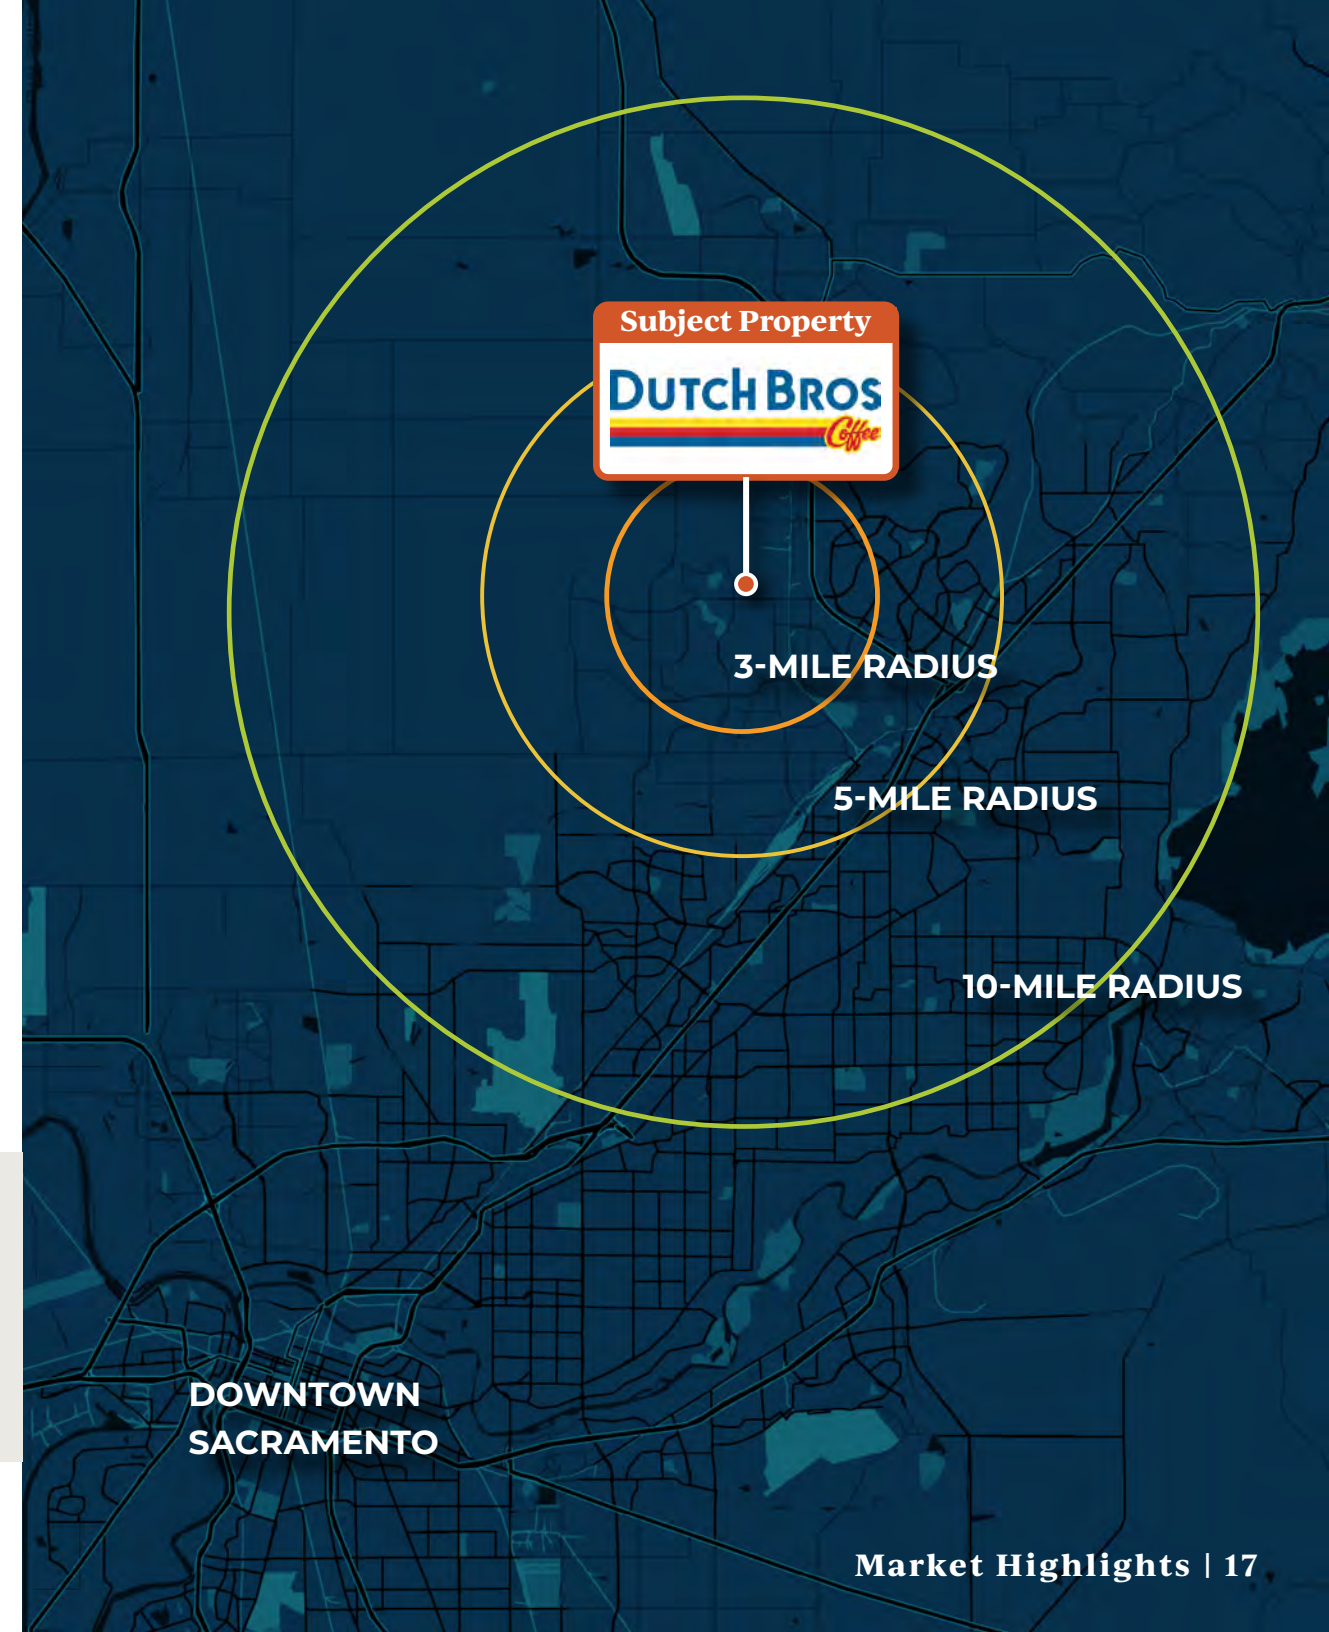 Subject Property
DUTCH BROS
Coffee
3-MILE RADIUS
5-MILE RADIUS
10-MILE RADIUS
DOWNTOWN
SACRAMENTO
Market Highlights | 17